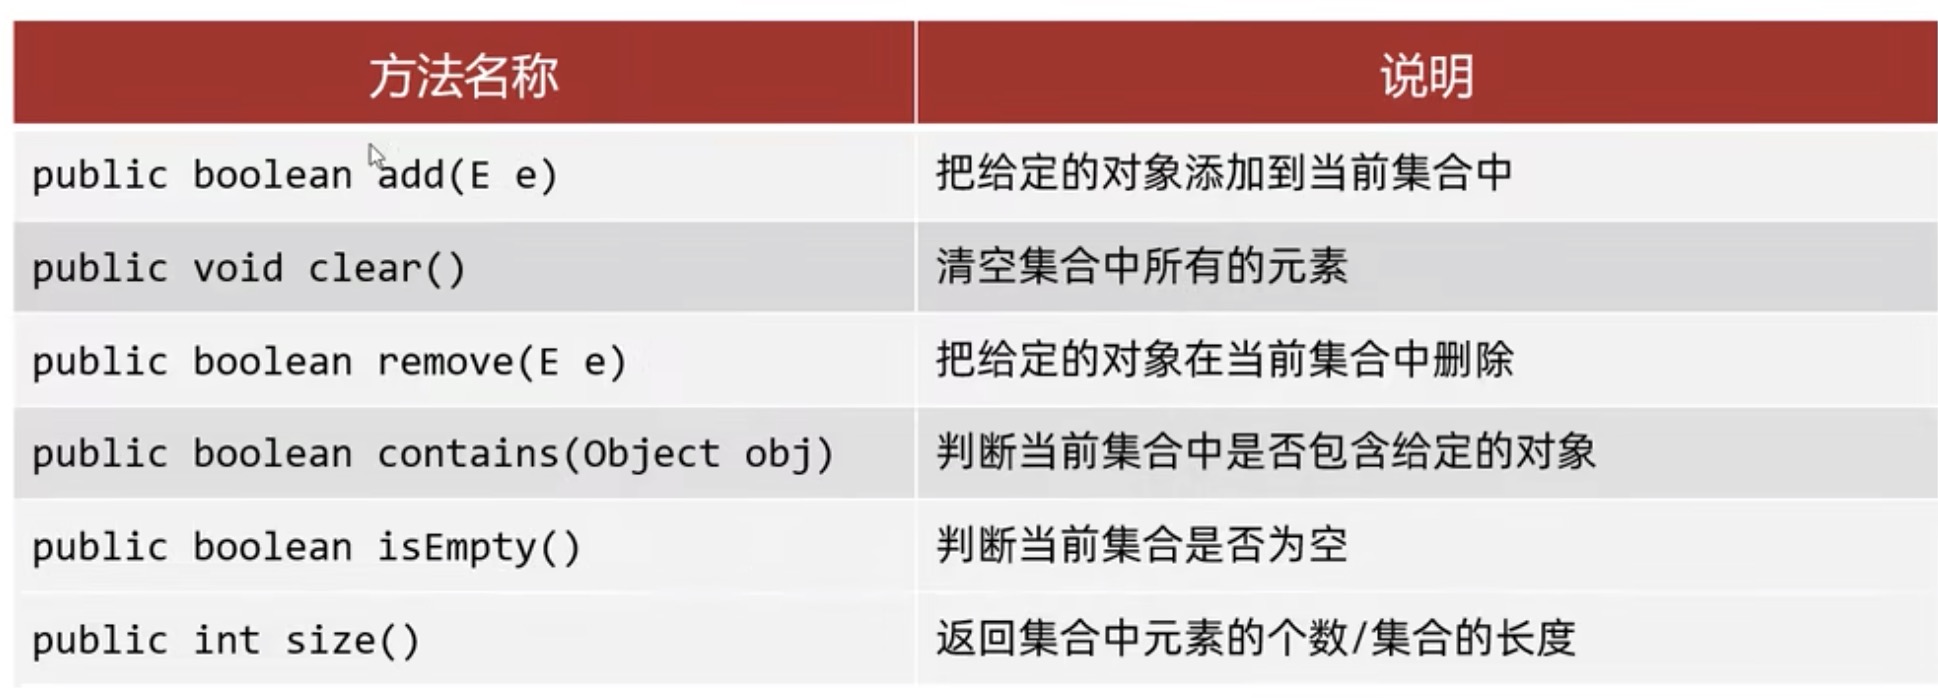 方法名称 说明
public boolean add(E e) 把给定的对象添加到当前集合中
public void clear() 清空集合中所有的元素
public boolean remove(E e) 把给定的对象在当前集合中删除
public boolean contains(Object obj) 判断当前集合中是否包含给定的对象
public boolean isEmpty() 判断当前集合是否为空
public int size() 返回集合中元素的个数/集合的长度